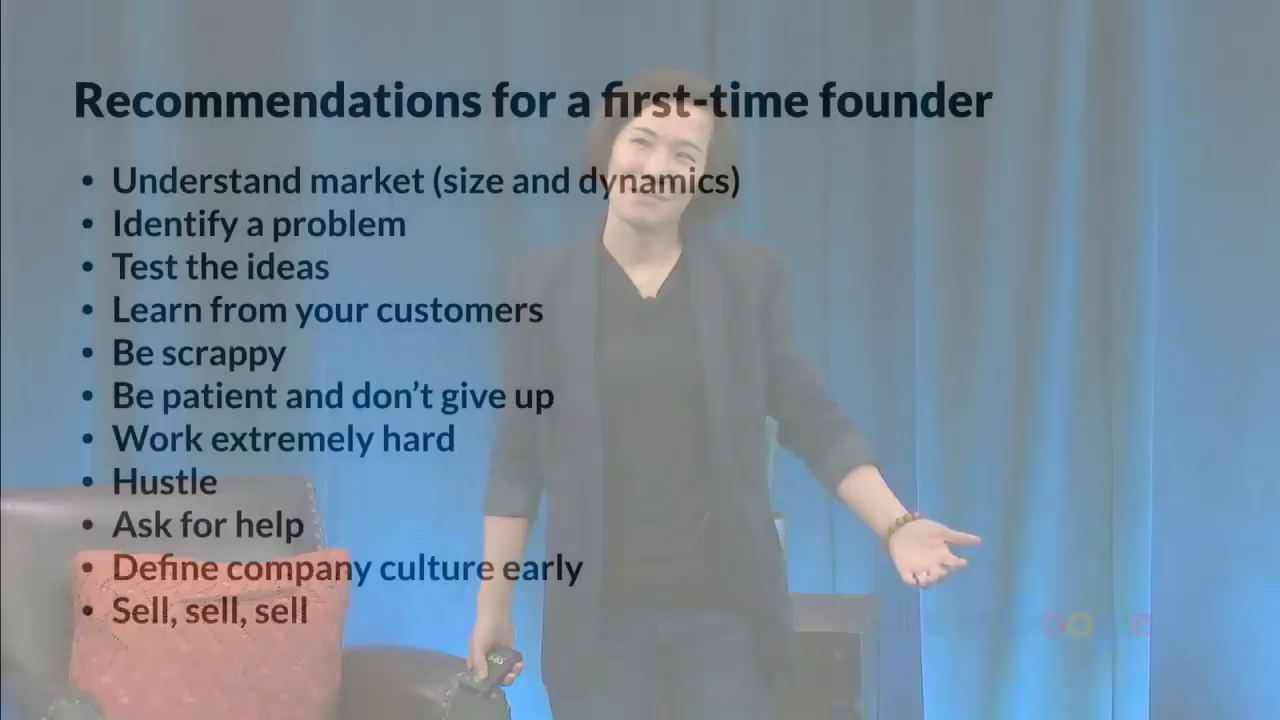 Recommendations for a first-time founder
• Understand market (size and dynamics)
• Identify a problem
• Test the ideas
• Learn from your customers
• Be scrappy
• Be patient and don’t give up
• Work extremely hard
• Hustle
• Ask for help
• Define company culture early
• Sell, sell, sell